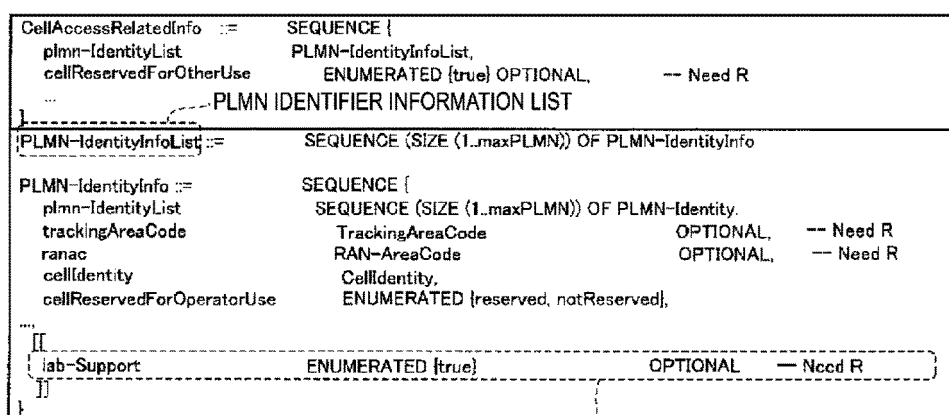 CellAccessRelatedInfo ::= SEQUENCE {
plmn-IdentityList PLMN-IdentityInfoList,
cellReservedForOtherUse ENUMERATED {true} OPTIONAL, -- Need R
...
PLMN IDENTIFIER INFORMATION LIST
}
PLMN-IdentityInfoList ::= SEQUENCE (SIZE (1..maxPLMN)) OF PLMN-IdentityInfo
PLMN-IdentityInfo ::= SEQUENCE {
plmn-IdentityList SEQUENCE (SIZE (1..maxPLMN)) OF PLMN-Identity.
trackingAreaCode TrackingAreaCode OPTIONAL, -- Need R
ranac RAN-AreaCode OPTIONAL, -- Need R
cellIdentity CellIdentity,
cellReservedForOperatorUse ENUMERATED {reserved, notReserved},
...,
[[
iab-Support ENUMERATED {true} OPTIONAL -- Need R
]]
}